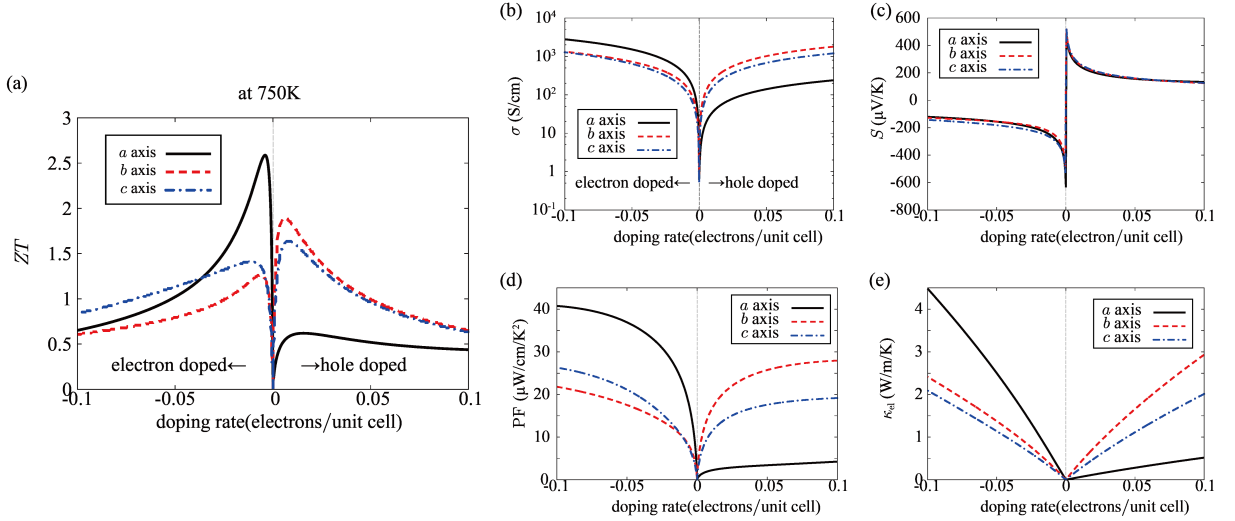 (a)
at 750K
3
2.5
2
1.5
1
0.5
0
ZT
a axis
b axis
c axis
electron doped← →hole doped
-0.1 -0.05 0 0.05 0.1
doping rate(electrons/unit cell)
(b)
10⁴
10³
10²
10
1
10⁻¹
σ (S/cm)
a axis
b axis
c axis
electron doped← →hole doped
-0.1 -0.05 0 0.05 0.1
doping rate(electrons/unit cell)
(c)
600
400
200
0
-200
-400
-600
-800
S (μV/K)
a axis
b axis
c axis
-0.1 -0.05 0 0.05 0.1
doping rate(electron/unit cell)
(d)
40
30
20
10
0
PF (μW/cm/K²)
a axis
b axis
c axis
-0.1 -0.05 0 0.05 0.1
doping rate(electrons/unit cell)
(e)
4
3
2
1
0
κel (W/m/K)
a axis
b axis
c axis
-0.1 -0.05 0 0.05 0.1
doping rate(electrons/unit cell)